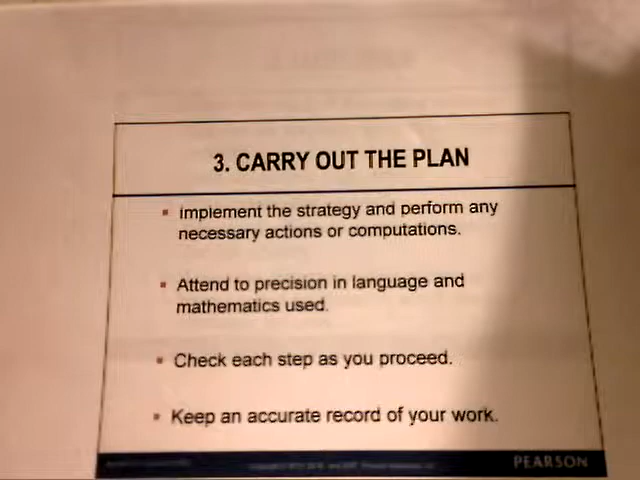 3. CARRY OUT THE PLAN
▪ Implement the strategy and perform any
necessary actions or computations.
▪ Attend to precision in language and
mathematics used.
▪ Check each step as you proceed.
▪ Keep an accurate record of your work.
PEARSON